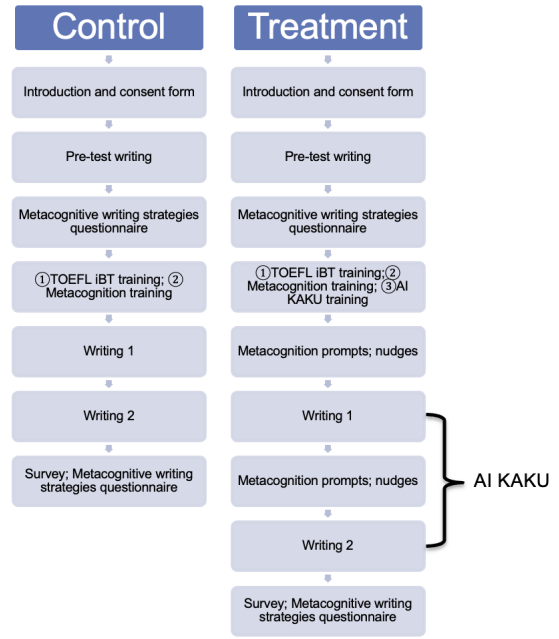 Control
Introduction and consent form
Pre-test writing
Metacognitive writing strategies
questionnaire
①TOEFL iBT training; ②
Metacognition training
Writing 1
Writing 2
Survey; Metacognitive writing
strategies questionnaire
Treatment
Introduction and consent form
Pre-test writing
Metacognitive writing strategies
questionnaire
①TOEFL iBT training;②
Metacognition training; ③AI
KAKU training
Metacognition prompts; nudges
Writing 1
Metacognition prompts; nudges
Writing 2
Survey; Metacognitive writing
strategies questionnaire
AI KAKU